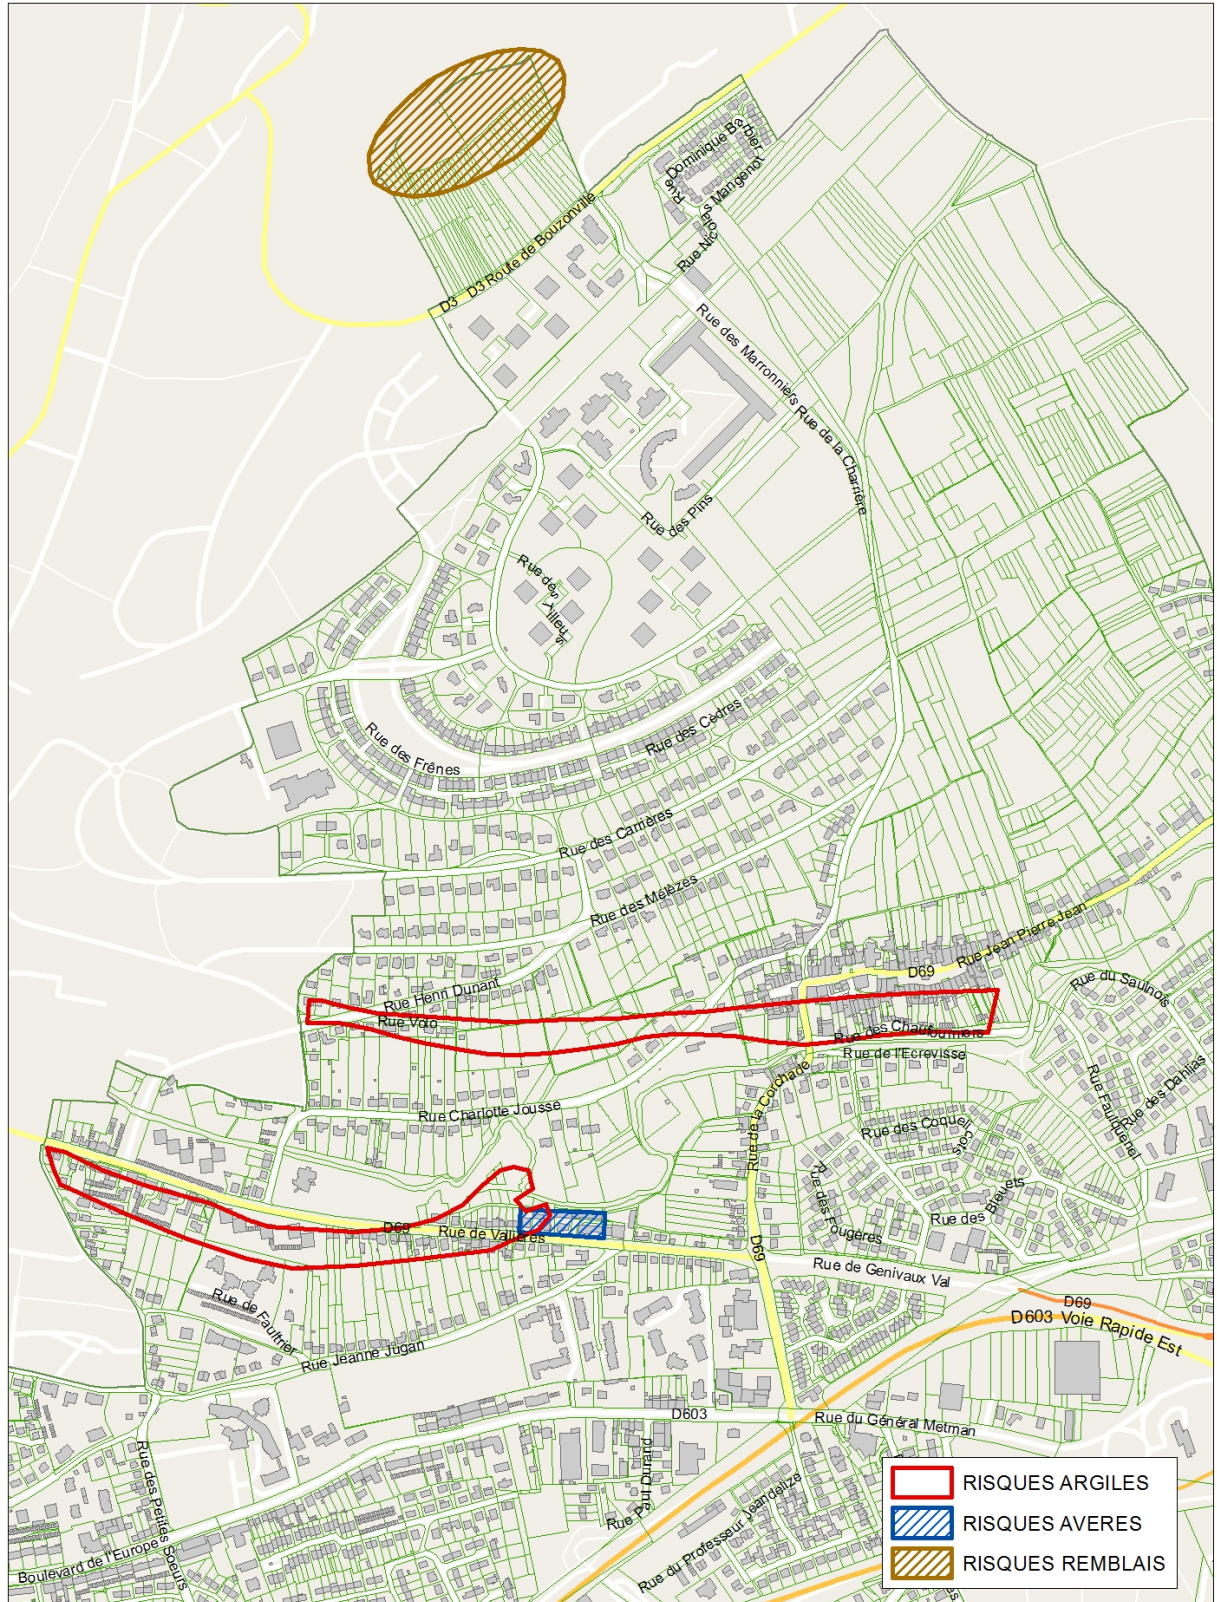 Rue Dominique Barbier
Rue Nicolas Mangenot
D3
D3 Route de Bouzonville
Rue des Marronniers
Rue de la Charrière
Rue des Pins
Rue des Tilleuls
Rue des Cèdres
Rue des Frênes
Rue des Carrières
Rue des Mélèzes
Rue Jean Pierre Jean
D69
Rue du Saulnois
Rue Henri Dunant
Rue Volo
Rue des Chaufourniers
Rue de l'Ecrevisse
Rue de la Corchade
Rue des Dahlias
Rue Faulquenel
Rue Charlotte Jousse
Rue des Coquelicots
Rue des Fougères
Rue des Bleuets
D69
Rue de Vallières
D69
Rue de Genivaux Val
D69
D603 Voie Rapide Est
Rue de Faultrier
Rue Jeanne Jugan
D603
Rue du Général Metman
Rue des Petites Soeurs
Rue Paul Durand
Rue du Professeur Jeandelize
Boulevard de l'Europe
RISQUES ARGILES
RISQUES AVERES
RISQUES REMBLAIS